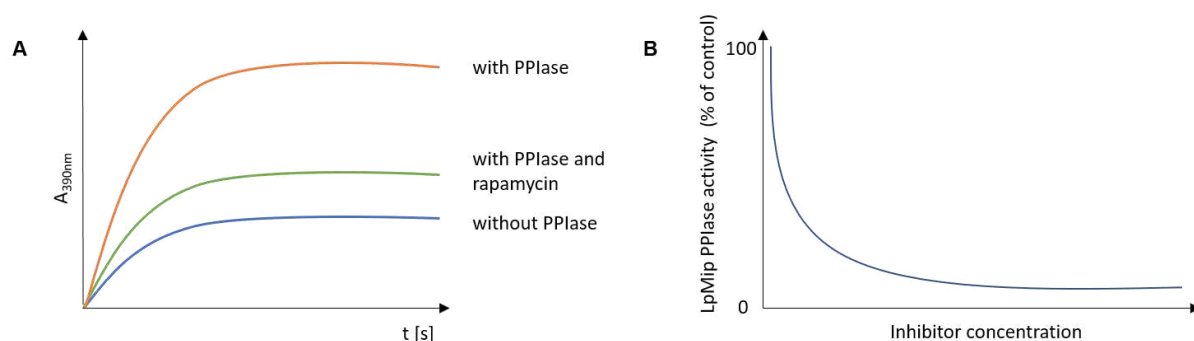 A
A390nm
with PPIase
with PPIase and
rapamycin
without PPIase
t [s]
B
LpMip PPIase activity (% of control)
100
0
Inhibitor concentration